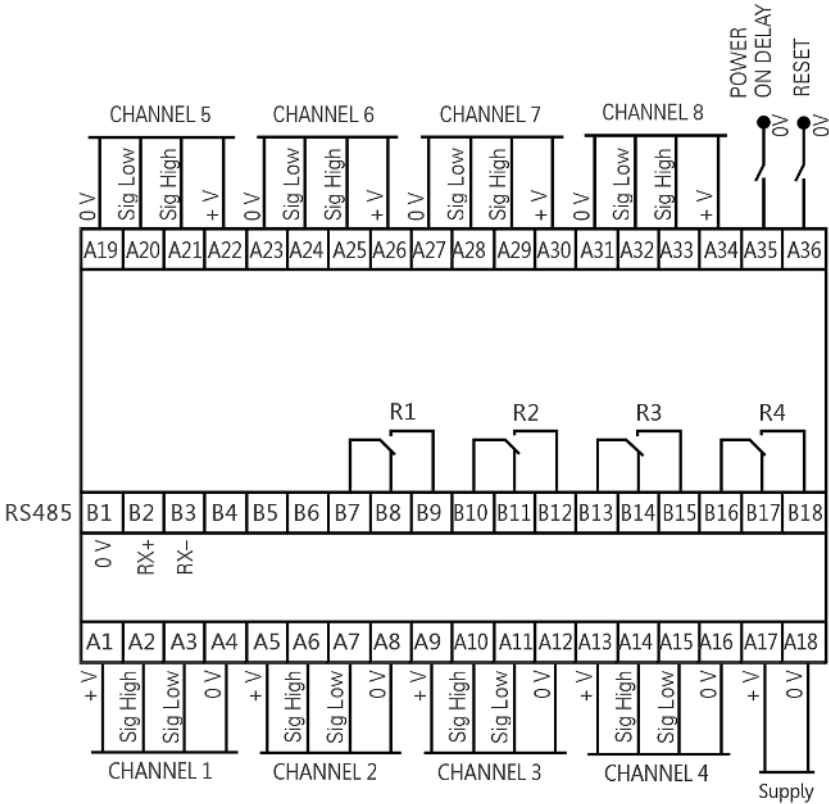 POWER
ON DELAY
RESET
0V
0V
CHANNEL 5
CHANNEL 6
CHANNEL 7
CHANNEL 8
0 V
Sig Low
Sig High
+ V
0 V
Sig Low
Sig High
+ V
0 V
Sig Low
Sig High
+ V
0 V
Sig Low
Sig High
+ V
A19 A20 A21 A22 A23 A24 A25 A26 A27 A28 A29 A30 A31 A32 A33 A34 A35 A36
R1 R2 R3 R4
RS485 B1 B2 B3 B4 B5 B6 B7 B8 B9 B10 B11 B12 B13 B14 B15 B16 B17 B18
0 V
RX+
RX–
A1 A2 A3 A4 A5 A6 A7 A8 A9 A10 A11 A12 A13 A14 A15 A16 A17 A18
+ V
Sig High
Sig Low
0 V
+ V
Sig High
Sig Low
0 V
+ V
Sig High
Sig Low
0 V
+ V
Sig High
Sig Low
0 V
+ V
0 V
CHANNEL 1
CHANNEL 2
CHANNEL 3
CHANNEL 4
Supply